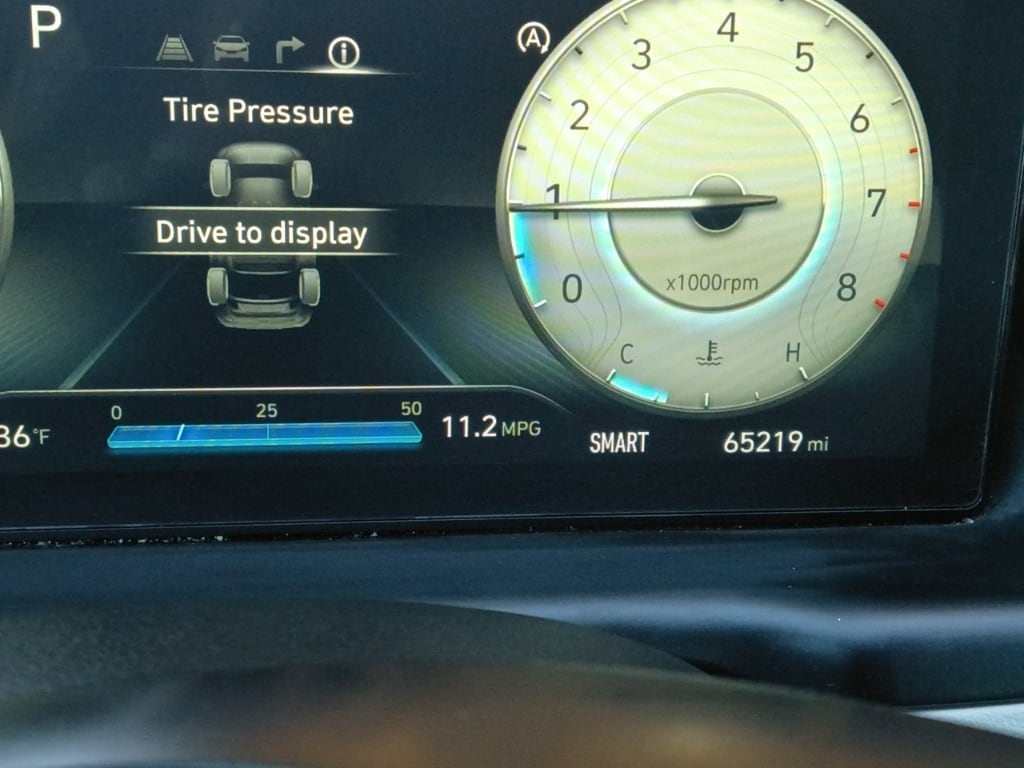 P
Tire Pressure
Drive to display
0 25 50
11.2 MPG
A
0
1
2
3
4
5
6
7
8
x1000rpm
C H
SMART 65219 mi